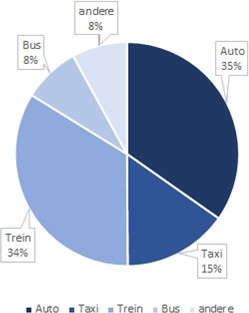 andere
8%
Bus
8%
Auto
35%
Trein
34%
Taxi
15%
Auto Taxi Trein Bus andere